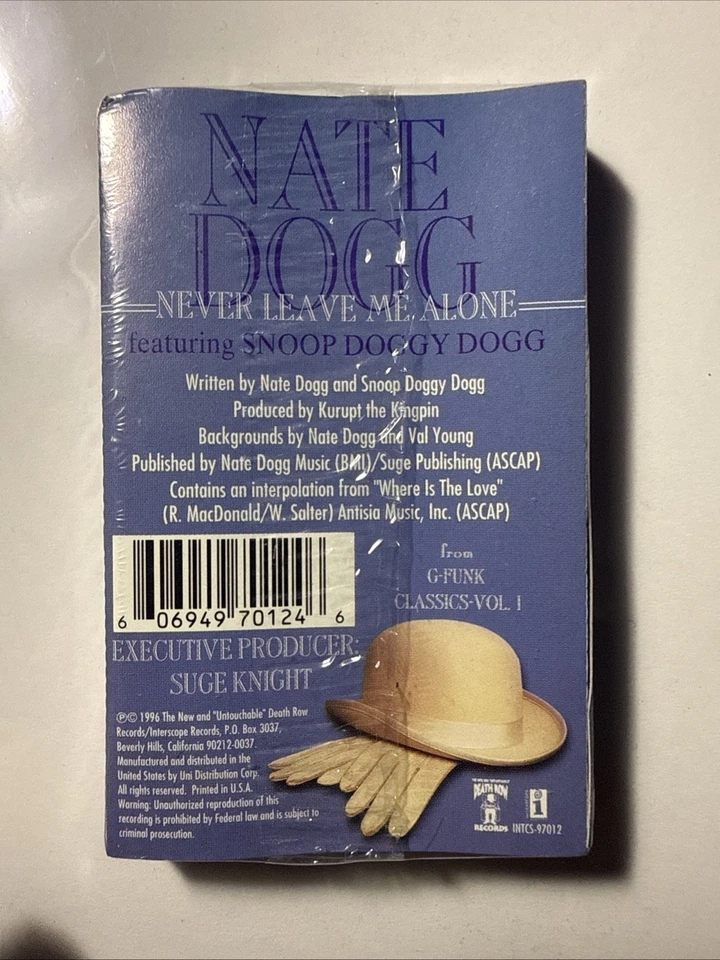 NATE
DOGG
NEVER LEAVE ME ALONE
featuring SNOOP DOGGY DOGG
Written by Nate Dogg and Snoop Doggy Dogg
Produced by Kurupt the Kingpin
Backgrounds by Nate Dogg and Val Young
Published by Nate Dogg Music (BMI)/Suge Publishing (ASCAP)
Contains an interpolation from "Where Is The Love"
(R. MacDonald/W. Salter) Antisia Music, Inc. (ASCAP)
from
G-FUNK
CLASSICS-VOL. 1
6 06949 70124 6
EXECUTIVE PRODUCER:
SUGE KNIGHT
℗© 1996 The New and "Untouchable" Death Row
Records/Interscope Records, P.O. Box 3037,
Beverly Hills, California 90212-0037.
Manufactured and distributed in the
United States by Uni Distribution Corp.
All rights reserved. Printed in U.S.A.
Warning: Unauthorized reproduction of this
recording is prohibited by Federal law and is subject to
criminal prosecution.
DEATH ROW
RECORDS
i
INTCS-97012